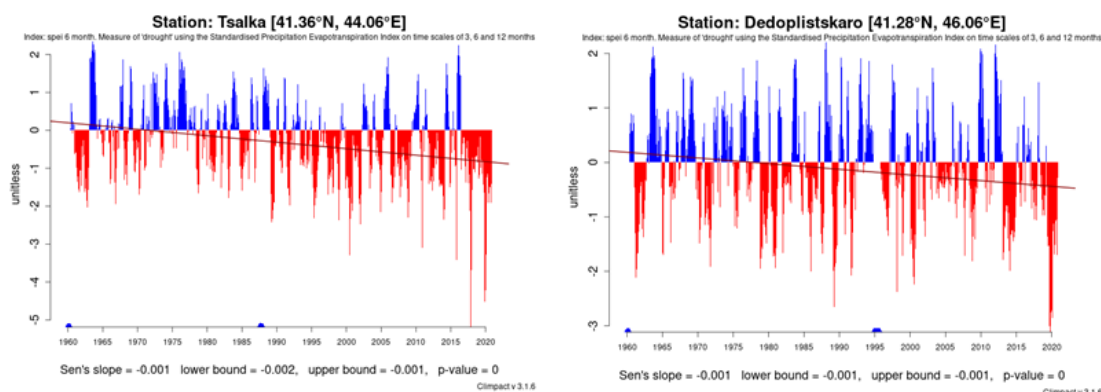 Station: Tsalka [41.36°N, 44.06°E]
Index: spei 6 month. Measure of 'drought' using the Standardised Precipitation Evapotranspiration Index on time scales of 3, 6 and 12 months
unitless
2
1
0
-1
-2
-3
-4
-5
1960 1965 1970 1975 1980 1985 1990 1995 2000 2005 2010 2015 2020
Sen's slope = -0.001 lower bound = -0.002, upper bound = -0.001, p-value = 0
Climpact v 3.1.6
Station: Dedoplistskaro [41.28°N, 46.06°E]
Index: spei 6 month. Measure of 'drought' using the Standardised Precipitation Evapotranspiration Index on time scales of 3, 6 and 12 months
unitless
2
1
0
-1
-2
-3
1960 1965 1970 1975 1980 1985 1990 1995 2000 2005 2010 2015 2020
Sen's slope = -0.001 lower bound = -0.001, upper bound = -0.001, p-value = 0
Climpact v 3.1.6